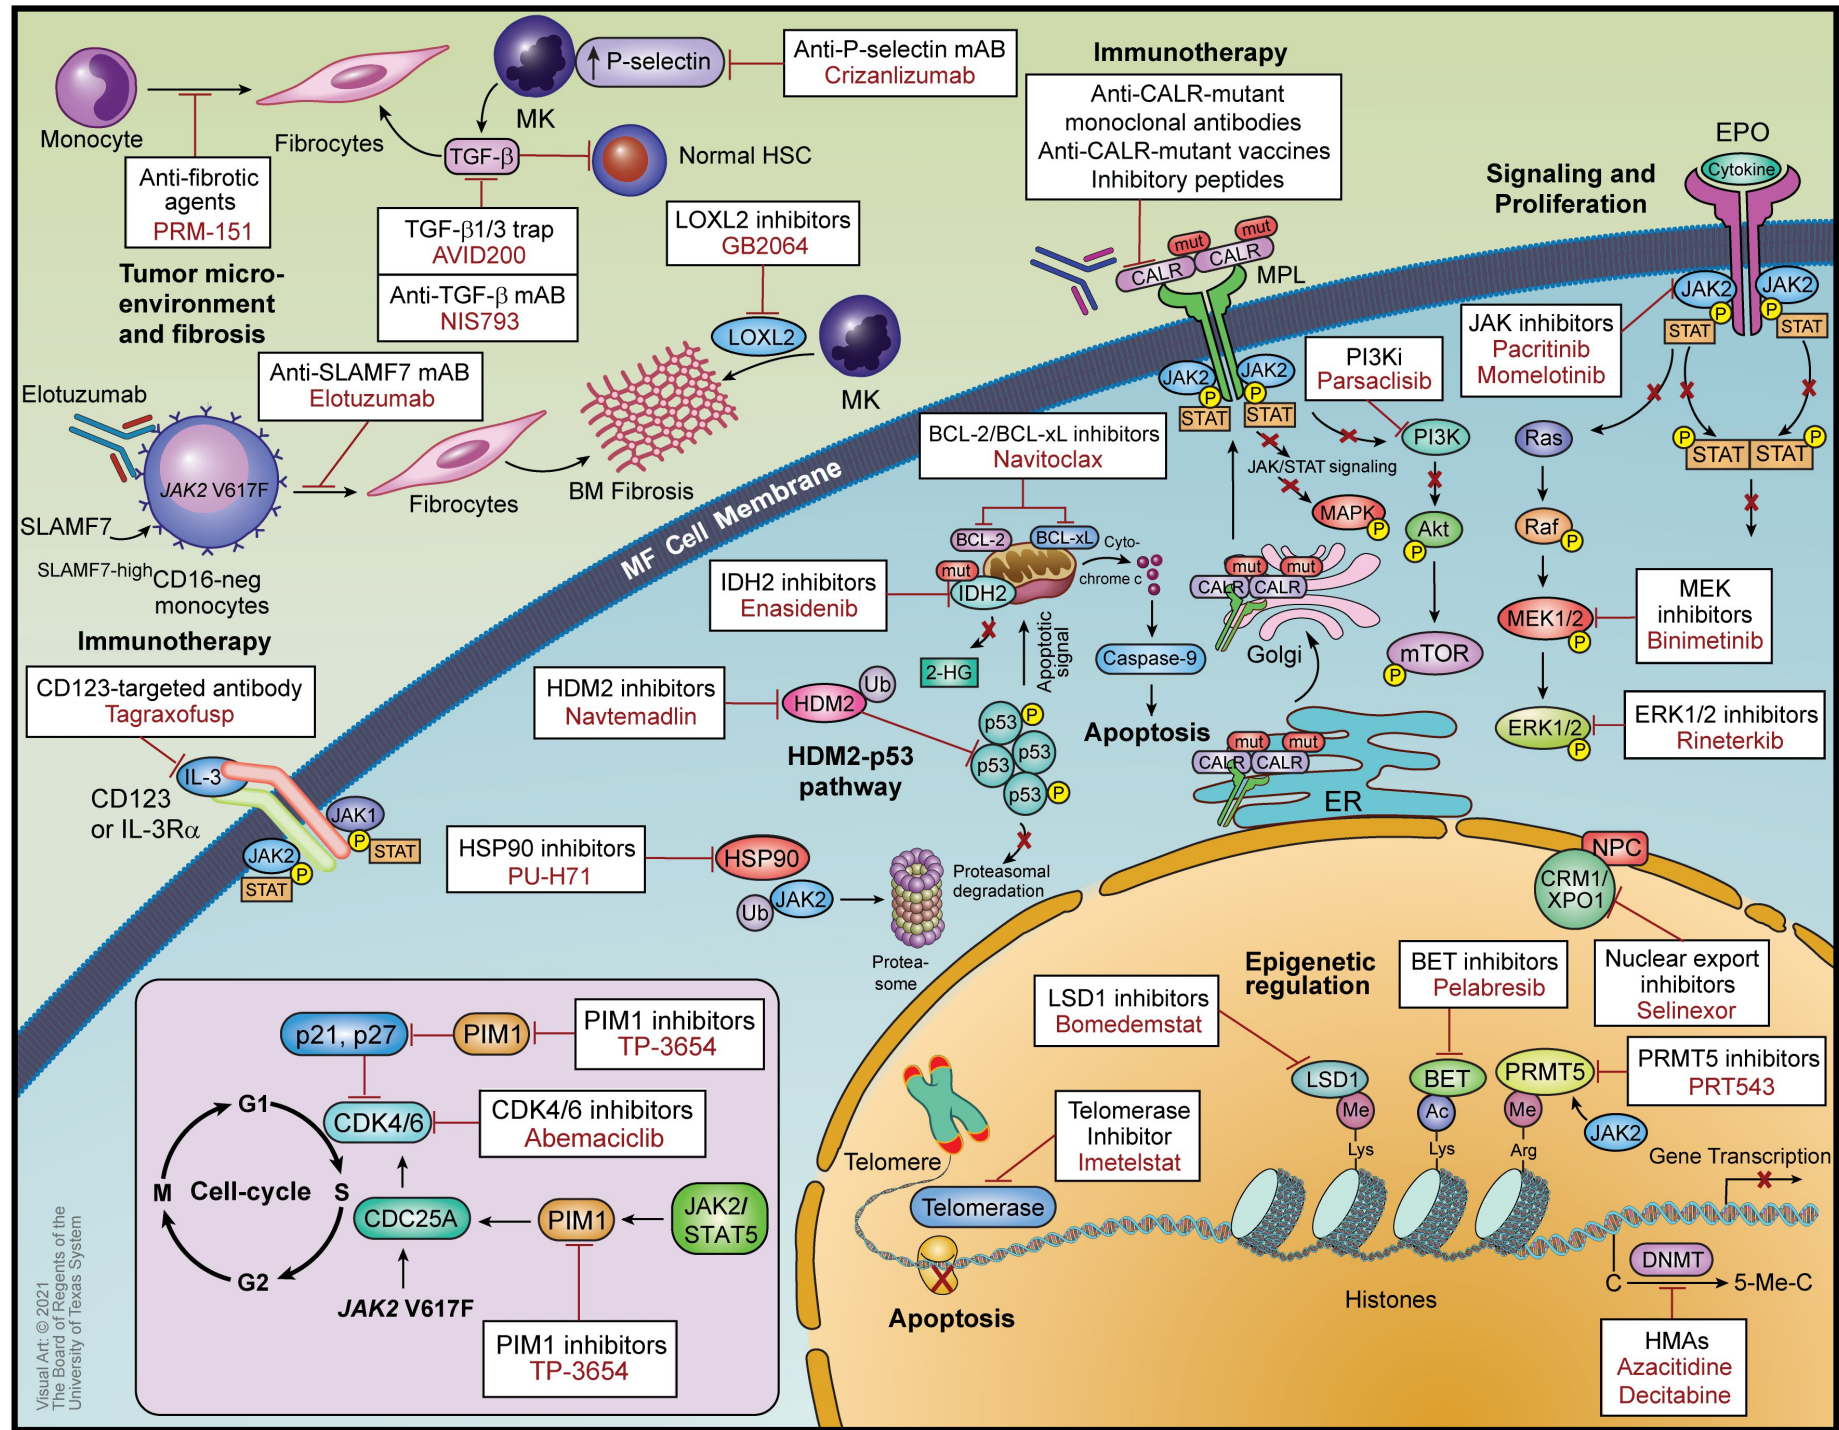 Monocyte
Fibrocytes
MK
P-selectin
Anti-P-selectin mAB
Crizanlizumab
TGF-β
Normal HSC
Anti-fibrotic
agents
PRM-151
TGF-β1/3 trap
AVID200
Anti-TGF-β mAB
NIS793
LOXL2 inhibitors
GB2064
LOXL2
MK
Tumor micro-
environment
and fibrosis
Anti-SLAMF7 mAB
Elotuzumab
Elotuzumab
JAK2 V617F
SLAMF7
SLAMF7-high CD16-neg
monocytes
Fibrocytes
BM Fibrosis
Immunotherapy
CD123-targeted antibody
Tagraxofusp
IL-3
CD123
or IL-3Rα
JAK1
P
STAT
JAK2
P
STAT
MF Cell Membrane
Immunotherapy
Anti-CALR-mutant
monoclonal antibodies
Anti-CALR-mutant vaccines
Inhibitory peptides
mut
mut
CALR
CALR
MPL
JAK2
JAK2
P
P
STAT
STAT
JAK/STAT signaling
MAPK
P
PI3Ki
Parsaclisib
PI3K
Akt
P
mTOR
P
Signaling and
Proliferation
EPO
Cytokine
JAK2
JAK2
P
P
STAT
STAT
JAK inhibitors
Pacritinib
Momelotinib
P
P
STAT
STAT
Ras
Raf
P
MEK1/2
P
MEK
inhibitors
Binimetinib
ERK1/2
P
ERK1/2 inhibitors
Rineterkib
BCL-2/BCL-xL inhibitors
Navitoclax
BCL-2
BCL-xL
Cyto-
chrome c
mut
IDH2
IDH2 inhibitors
Enasidenib
2-HG
Apoptotic
signal
Caspase-9
Apoptosis
mut
mut
CALR
CALR
Golgi
mut
mut
CALR
CALR
ER
HDM2 inhibitors
Navtemadlin
HDM2
Ub
HDM2-p53
pathway
p53
P
p53
p53
p53
P
Proteasomal
degradation
HSP90 inhibitors
PU-H71
HSP90
Ub
JAK2
Protea-
some
NPC
CRM1/
XPO1
Nuclear export
inhibitors
Selinexor
Epigenetic
regulation
LSD1 inhibitors
Bomedemstat
BET inhibitors
Pelabresib
PRMT5 inhibitors
PRT543
LSD1
BET
PRMT5
Me
Ac
Me
JAK2
Lys
Lys
Arg
Gene Transcription
Histones
Telomere
Telomerase
Inhibitor
Imetelstat
Telomerase
Apoptosis
DNMT
C
5-Me-C
HMAs
Azacitidine
Decitabine
p21, p27
PIM1
PIM1 inhibitors
TP-3654
CDK4/6
CDK4/6 inhibitors
Abemaciclib
G1
M
Cell-cycle
S
G2
CDC25A
PIM1
JAK2/
STAT5
JAK2 V617F
PIM1 inhibitors
TP-3654
Visual Art: © 2021
The Board of Regents of the
University of Texas System